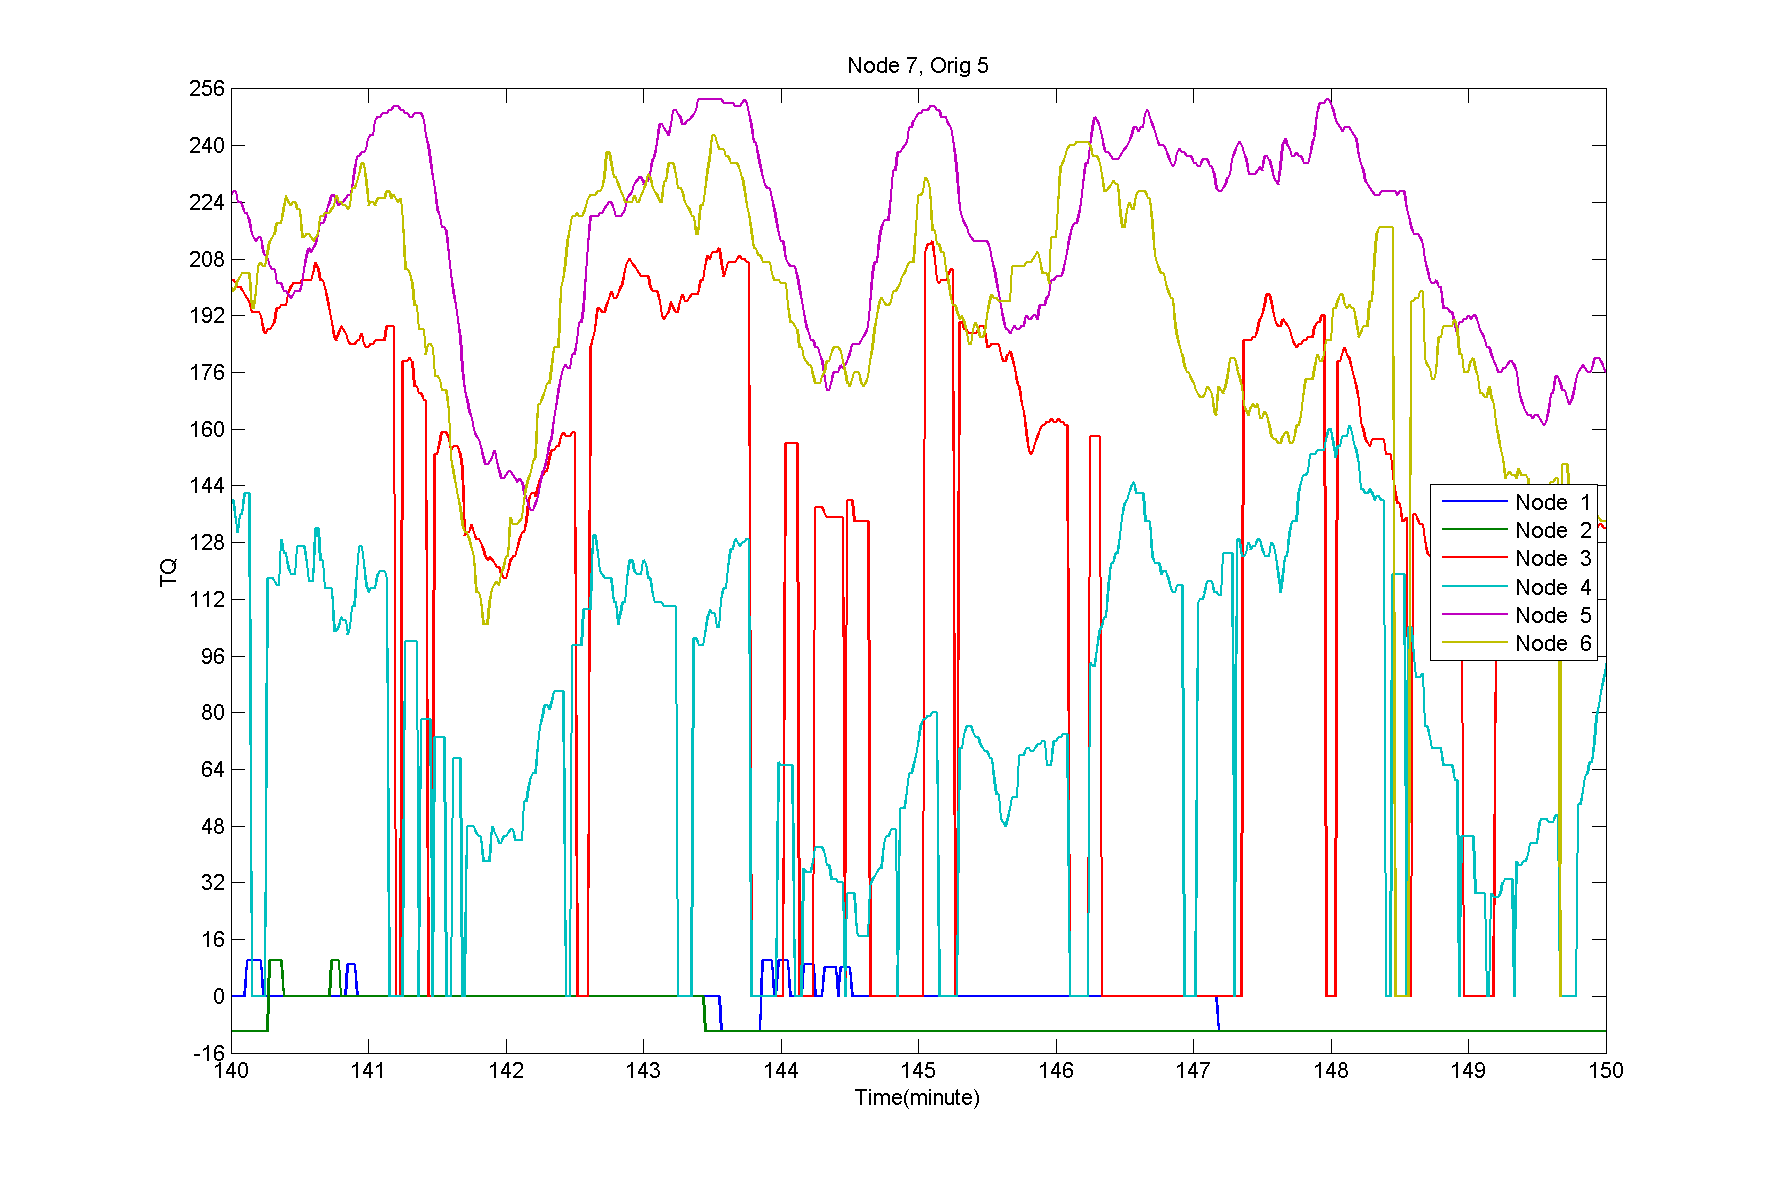 Node 7, Orig 5
256
240
224
208
192
176
160
144
128
112
96
80
64
48
32
16
0
-16
TQ
Node 1
Node 2
Node 3
Node 4
Node 5
Node 6
140 141 142 143 144 145 146 147 148 149 150
Time(minute)